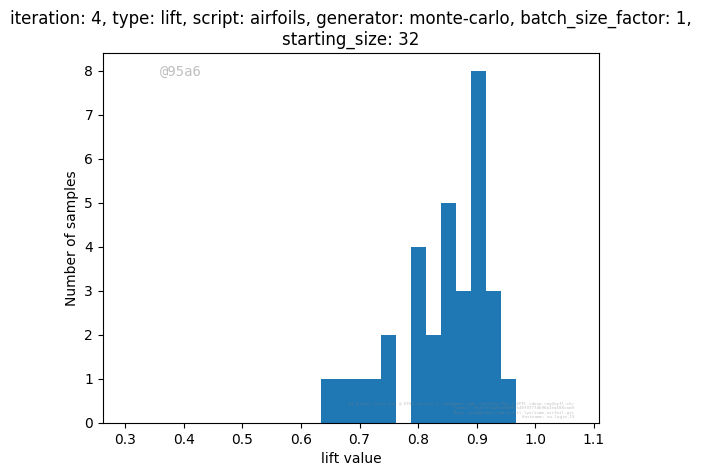 iteration: 4, type: lift, script: airfoils, generator: monte-carlo, batch_size_factor: 1,
starting_size: 32
@95a6
8
7
6
5
4
3
2
1
0
Number of samples
0.3 0.4 0.5 0.6 0.7 0.8 0.9 1.0 1.1
lift value